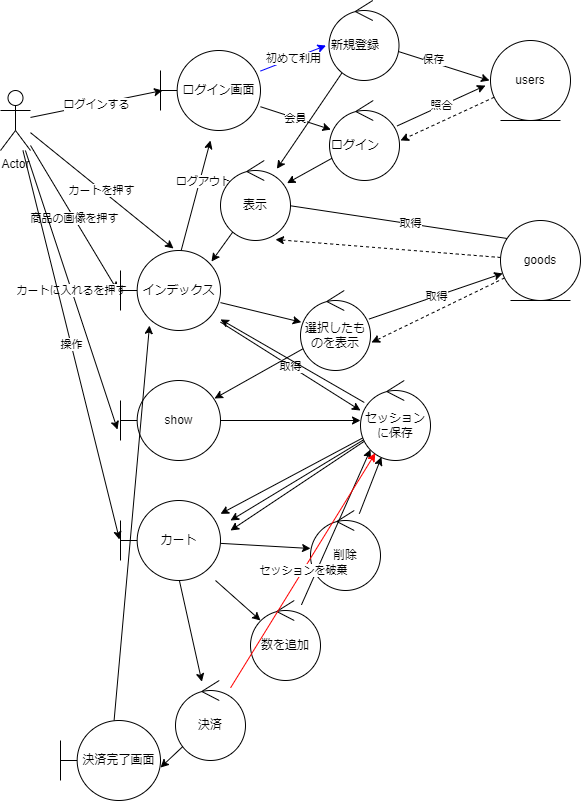 新規登録
初めて利用
保存
users
ログイン画面
ログインする
照合
会員
ログイン
Actor
ログアウト
カートを押す
表示
商品の画像を押す
取得
goods
カートに入れるを押す
インデックス
取得
選択したも
のを表示
操作
取得
show
セッション
に保存
カート
削除
セッションを破棄
数を追加
決済
決済完了画面